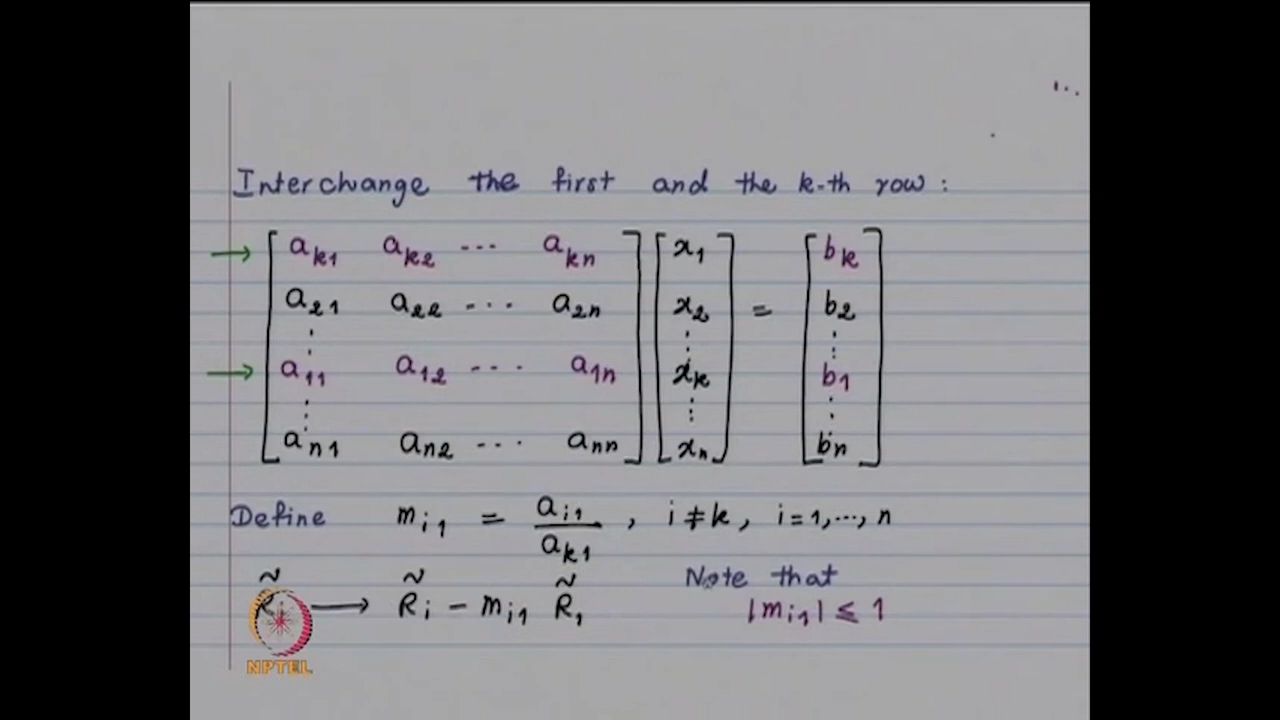 Interchange the first and the k-th row :
→ [ a_k1 a_k2 ... a_kn ] [ x_1 ] [ b_k ]
a_21 a_22 ... a_2n x_2 = b_2
⋮ ⋮ ⋮
→ a_11 a_12 ... a_1n x_k b_1
⋮ ⋮ ⋮
a_n1 a_n2 ... a_nn x_n b_n
Define m_i1 = a_i1 / a_k1 , i ≠ k, i = 1, ..., n
R̃_i → R̃_i - m_i1 R̃_1
Note that
|m_i1| ≤ 1
NPTEL